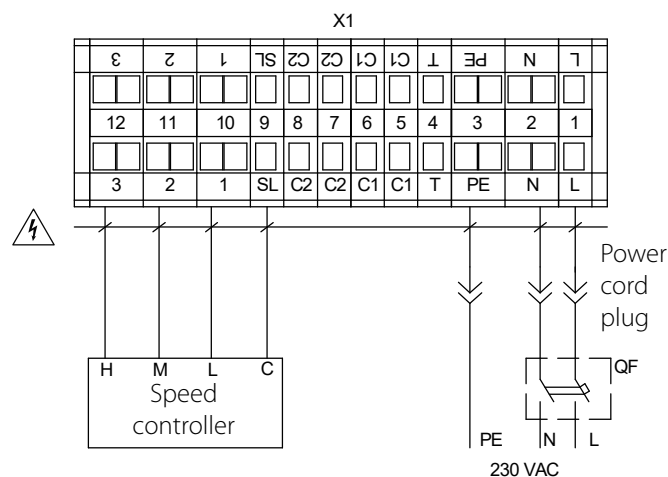 X1
3 2 1 SL C2 C2 C1 C1 T PE N L
12 11 10 9 8 7 6 5 4 3 2 1
3 2 1 SL C2 C2 C1 C1 T PE N L
Power
cord
plug
H M L C
Speed
controller
QF
PE N L
230 VAC